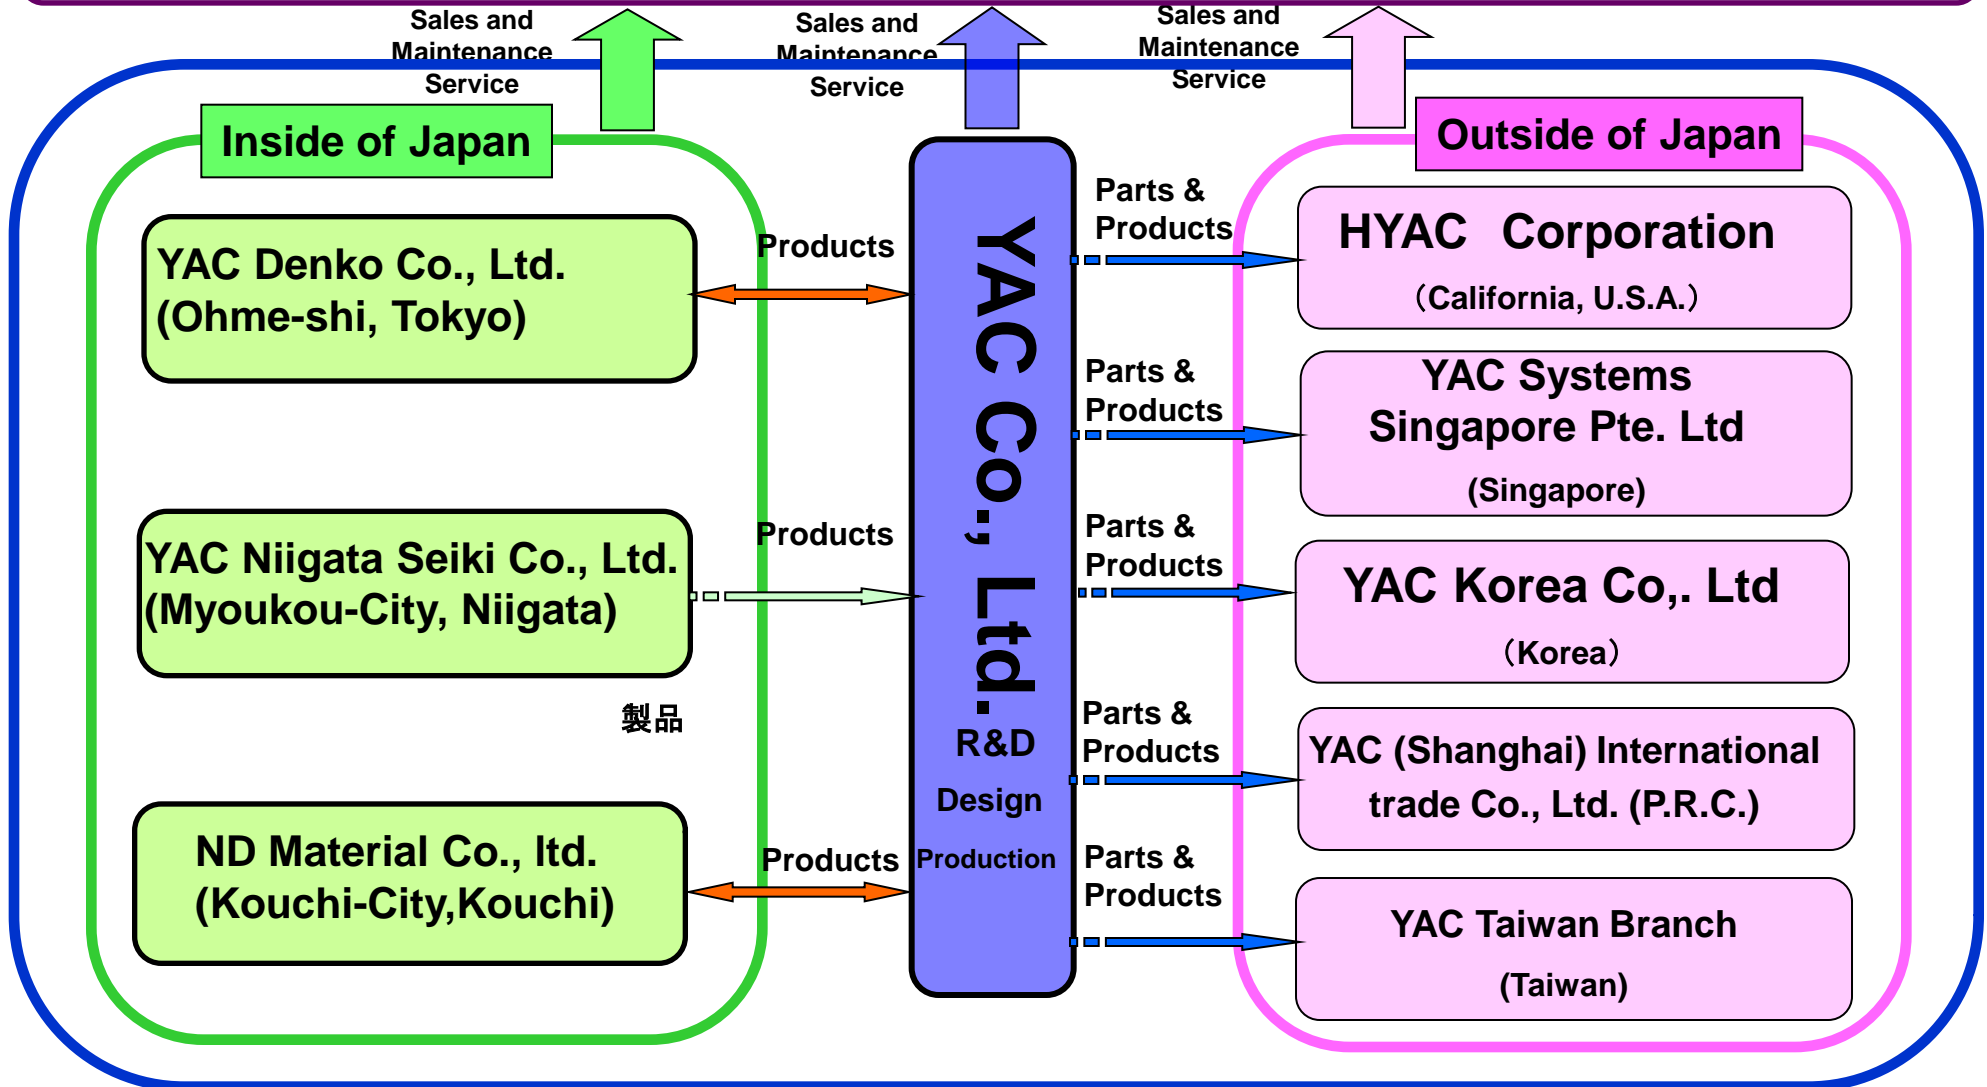 Sales and
Maintenance
Service
Sales and
Maintenance
Service
Sales and
Maintenance
Service
Inside of Japan
Outside of Japan
YAC Denko Co., Ltd.
(Ohme-shi, Tokyo)
Products
YAC Niigata Seiki Co., Ltd.
(Myoukou-City, Niigata)
Products
製品
ND Material Co., ltd.
(Kouchi-City,Kouchi)
Products
YAC Co., Ltd.
R&D
Design
Production
Parts &
Products
HYAC Corporation
（California, U.S.A.）
Parts &
Products
YAC Systems
Singapore Pte. Ltd
(Singapore)
Parts &
Products
YAC Korea Co,. Ltd
（Korea）
Parts &
Products
YAC (Shanghai) International
trade Co., Ltd. (P.R.C.)
Parts &
Products
YAC Taiwan Branch
(Taiwan)